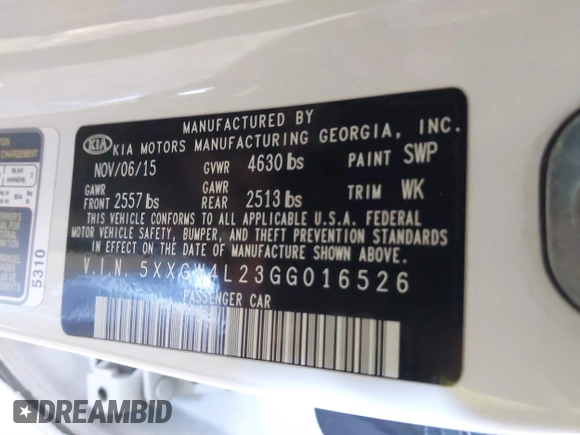 MANUFACTURED BY
KIA KIA MOTORS MANUFACTURING GEORGIA, INC.
NOV/06/15 GVWR 4630 lbs PAINT SWP
GAWR GAWR
FRONT 2557 lbs REAR 2513 lbs TRIM WK
THIS VEHICLE CONFORMS TO ALL APPLICABLE U.S.A. FEDERAL
MOTOR VEHICLE SAFETY, BUMPER, AND THEFT PREVENTION STANDARDS
IN EFFECT ON THE DATE OF MANUFACTURE SHOWN ABOVE.
V.I.N. 5XXGW4L23GG016526
PASSENGER CAR
5310
REAR
DREAMBID